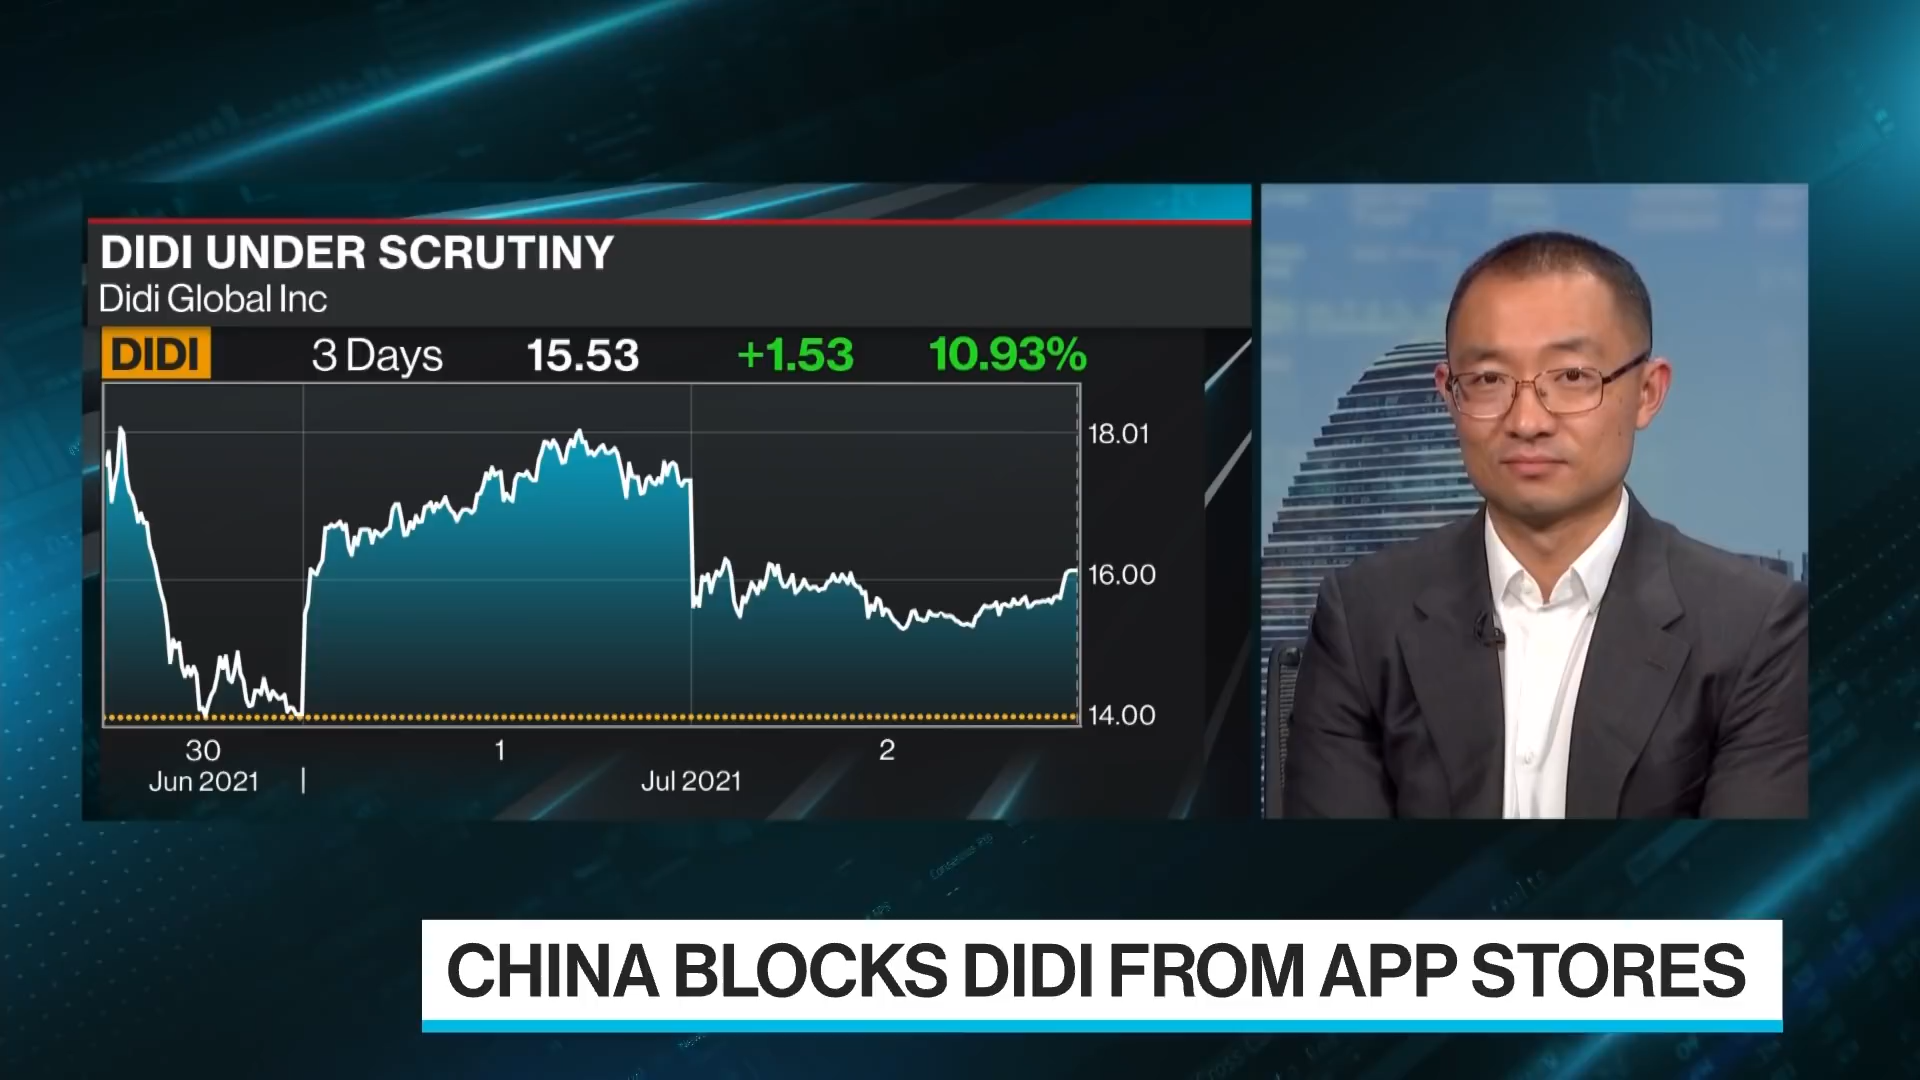 DIDI UNDER SCRUTINY
Didi Global Inc
DIDI 3 Days 15.53 +1.53 10.93%
18.01
16.00
14.00
30 1 2
Jun 2021 | Jul 2021
CHINA BLOCKS DIDI FROM APP STORES